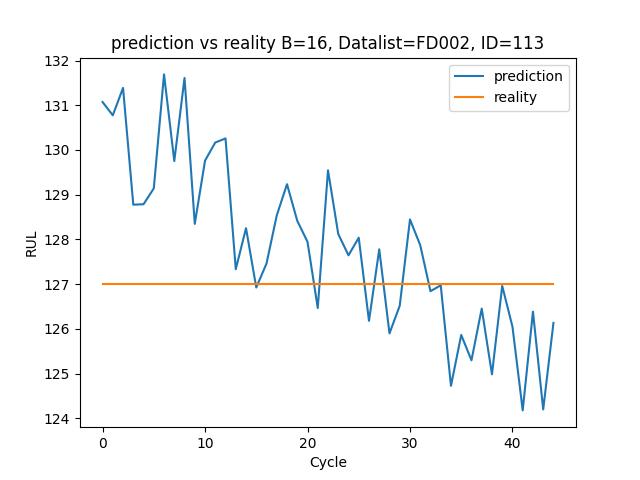 prediction vs reality B=16, Datalist=FD002, ID=113
prediction
reality
RUL
132
131
130
129
128
127
126
125
124
0 10 20 30 40
Cycle